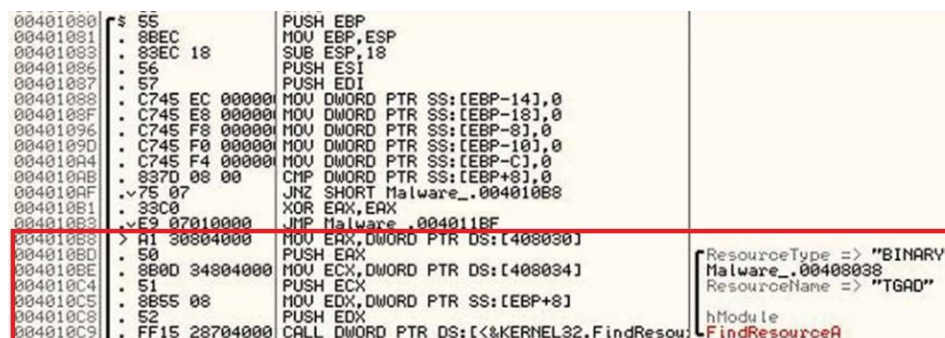 00401080 $ 55 PUSH EBP
00401081 . 8BEC MOV EBP,ESP
00401083 . 83EC 18 SUB ESP,18
00401086 . 56 PUSH ESI
00401087 . 57 PUSH EDI
00401088 . C745 EC 00000 MOV DWORD PTR SS:[EBP-14],0
0040108F . C745 E8 00000 MOV DWORD PTR SS:[EBP-18],0
00401096 . C745 F8 00000 MOV DWORD PTR SS:[EBP-8],0
0040109D . C745 F0 00000 MOV DWORD PTR SS:[EBP-10],0
004010A4 . C745 F4 00000 MOV DWORD PTR SS:[EBP-C],0
004010AB . 837D 08 00 CMP DWORD PTR SS:[EBP+8],0
004010AF . 75 07 JNZ SHORT Malware_.004010B8
004010B1 . 33C0 XOR EAX,EAX
004010B3 . E9 07010000 JMP Malware_.004011BF
004010B8 > A1 30804000 MOV EAX,DWORD PTR DS:[408030]
004010BD . 50 PUSH EAX ResourceType => "BINARY"
004010BE . 8B0D 34804000 MOV ECX,DWORD PTR DS:[408034] Malware_.00408038
004010C4 . 51 PUSH ECX ResourceName => "TGAD"
004010C5 . 8B55 08 MOV EDX,DWORD PTR SS:[EBP+8]
004010C8 . 52 PUSH EDX hModule
004010C9 . FF15 28704000 CALL DWORD PTR DS:[<&KERNEL32.FindResou FindResourceA